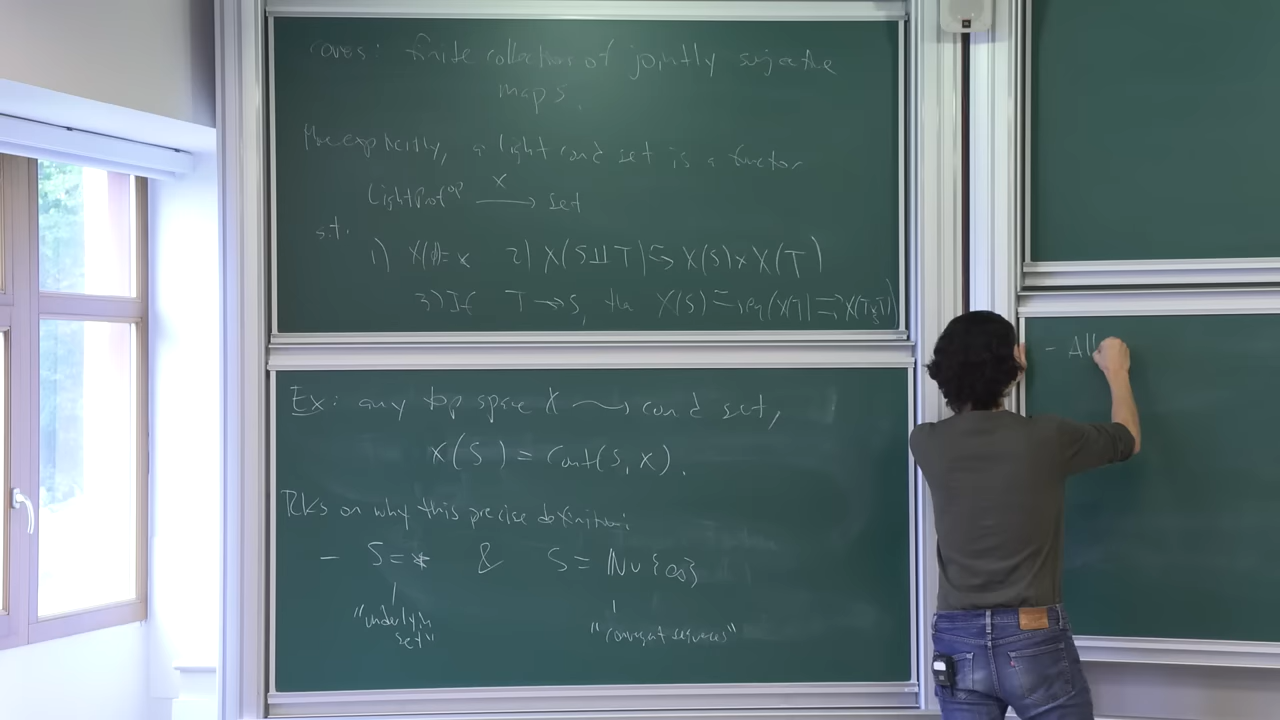 covers: finite collection of jointly surjective
maps.
More explicitly, a light cond set is a functor
LightProf^op —X→ Set
s.t.
1) X(∅)=* 2) X(S⊔T) ≅ X(S)×X(T)
3) If T ↠ S, then X(S) ≅ eq(X(T) ⇉ X(T×_S T))
Ex: any top space X ⇝ cond set,
X(S) = Cont(S, X).
RKs on why this precise definition:
- S=* & S= ℕ∪{∞}
"underlying set" "convergent sequences"
- All